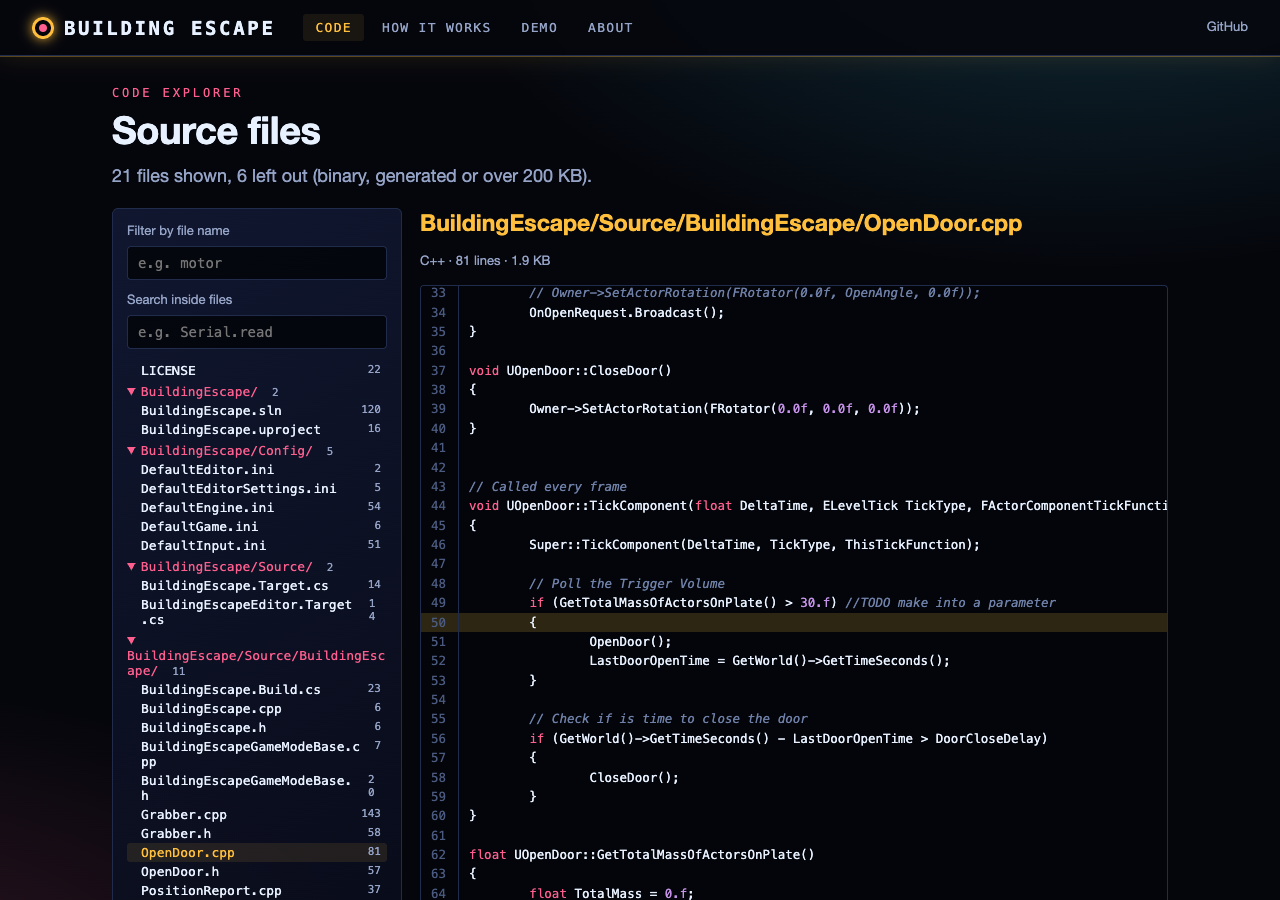 BUILDING ESCAPE
CODE
HOW IT WORKS
DEMO
ABOUT
GitHub
CODE EXPLORER
Source files
21 files shown, 6 left out (binary, generated or over 200 KB).
Filter by file name
e.g. motor
Search inside files
e.g. Serial.read
LICENSE 22
▼ BuildingEscape/ 2
BuildingEscape.sln 120
BuildingEscape.uproject 16
▼ BuildingEscape/Config/ 5
DefaultEditor.ini 2
DefaultEditorSettings.ini 5
DefaultEngine.ini 54
DefaultGame.ini 6
DefaultInput.ini 51
▼ BuildingEscape/Source/ 2
BuildingEscape.Target.cs 14
BuildingEscapeEditor.Target 1
.cs 4
▼
BuildingEscape/Source/BuildingEsc
ape/ 11
BuildingEscape.Build.cs 23
BuildingEscape.cpp 6
BuildingEscape.h 6
BuildingEscapeGameModeBase.c 7
pp
BuildingEscapeGameModeBase. 2
h 0
Grabber.cpp 143
Grabber.h 58
OpenDoor.cpp 81
OpenDoor.h 57
PositionReport.cpp 37
BuildingEscape/Source/BuildingEscape/OpenDoor.cpp
C++ · 81 lines · 1.9 KB
33 // Owner->SetActorRotation(FRotator(0.0f, OpenAngle, 0.0f));
34 OnOpenRequest.Broadcast();
35 }
36
37 void UOpenDoor::CloseDoor()
38 {
39 Owner->SetActorRotation(FRotator(0.0f, 0.0f, 0.0f));
40 }
41
42
43 // Called every frame
44 void UOpenDoor::TickComponent(float DeltaTime, ELevelTick TickType, FActorComponentTickFuncti
45 {
46 Super::TickComponent(DeltaTime, TickType, ThisTickFunction);
47
48 // Poll the Trigger Volume
49 if (GetTotalMassOfActorsOnPlate() > 30.f) //TODO make into a parameter
50 {
51 OpenDoor();
52 LastDoorOpenTime = GetWorld()->GetTimeSeconds();
53 }
54
55 // Check if is time to close the door
56 if (GetWorld()->GetTimeSeconds() - LastDoorOpenTime > DoorCloseDelay)
57 {
58 CloseDoor();
59 }
60 }
61
62 float UOpenDoor::GetTotalMassOfActorsOnPlate()
63 {
64 float TotalMass = 0.f;